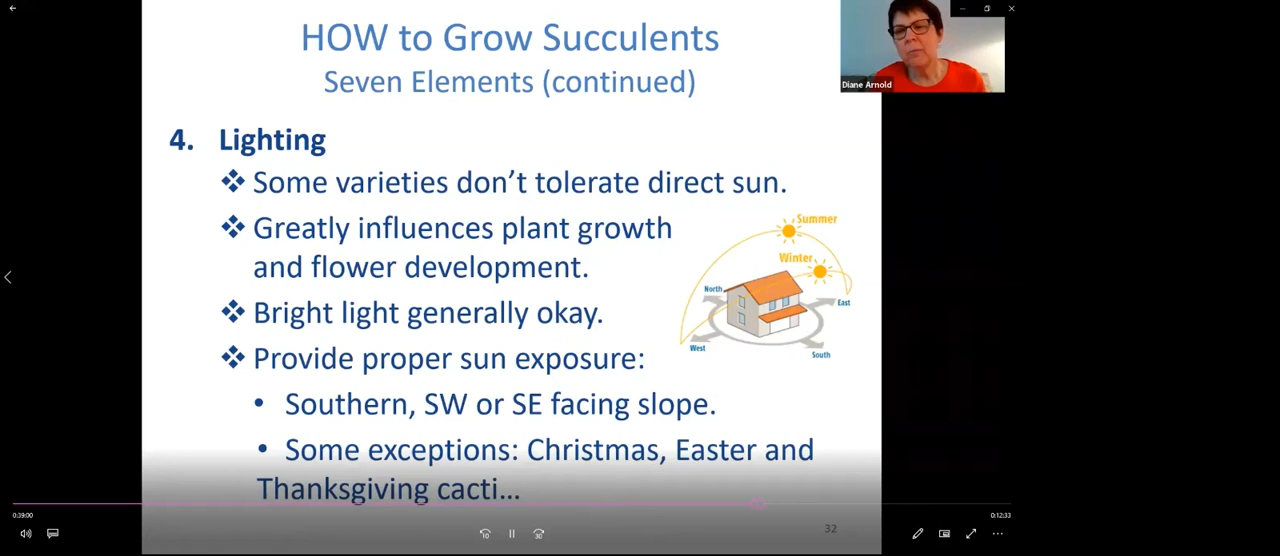 HOW to Grow Succulents
Seven Elements (continued)
Diane Arnold
4. Lighting
❖ Some varieties don't tolerate direct sun.
❖ Greatly influences plant growth
and flower development.
❖ Bright light generally okay.
❖ Provide proper sun exposure:
• Southern, SW or SE facing slope.
• Some exceptions: Christmas, Easter and
Thanksgiving cacti...
Summer
Winter
North
East
West
South
0:39:00
0:12:33
10
30
32